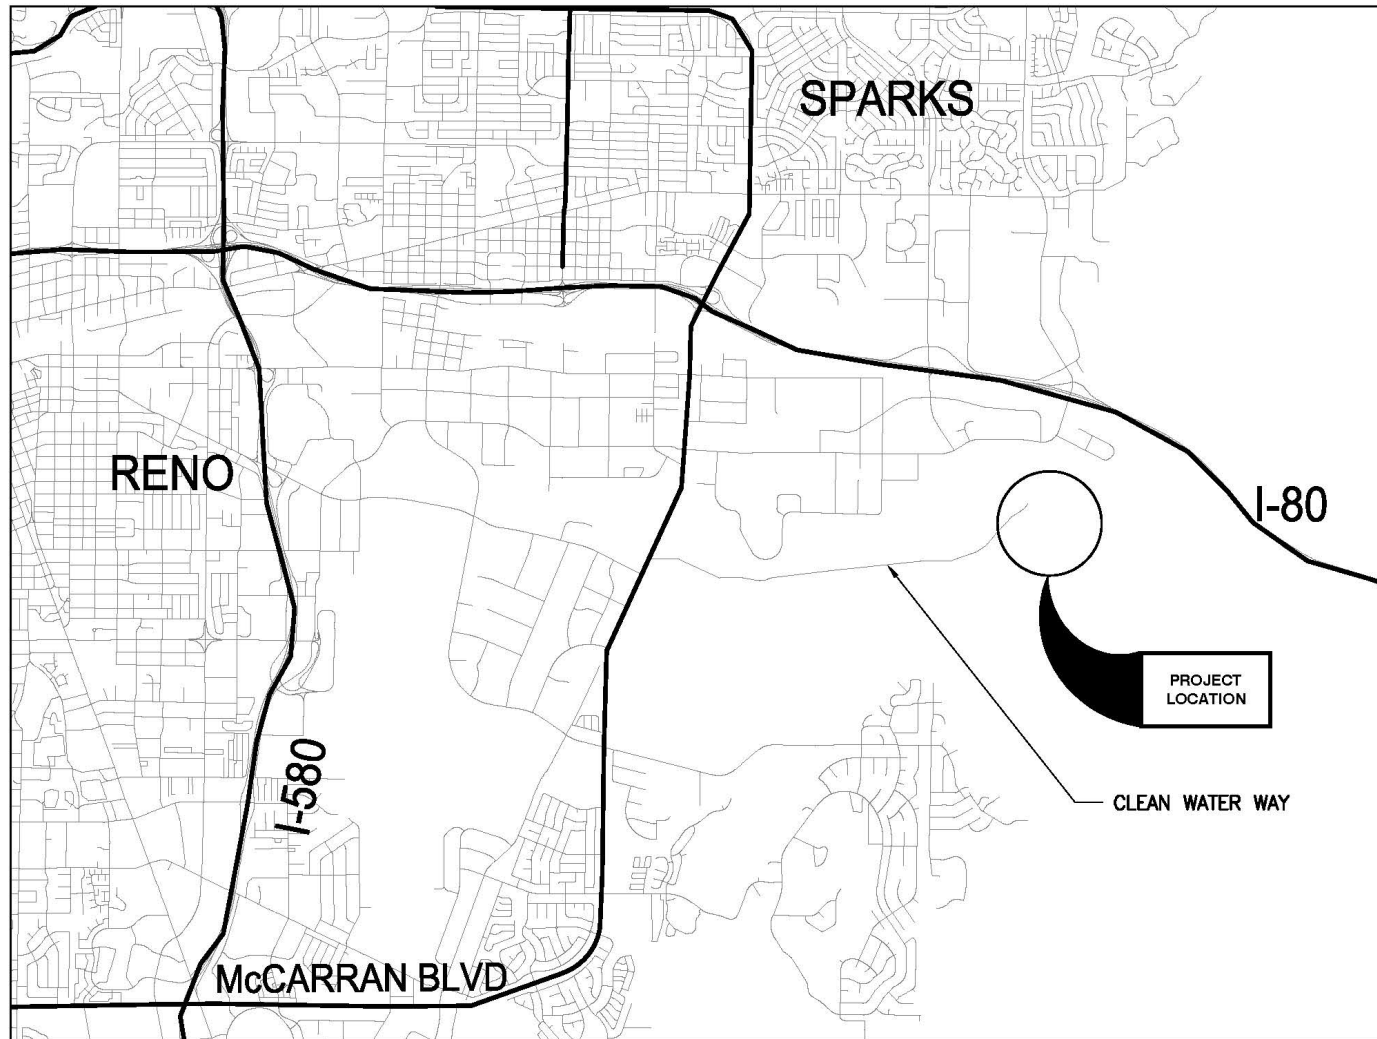 SPARKS
RENO
I-80
PROJECT
LOCATION
I-580
CLEAN WATER WAY
McCARRAN BLVD